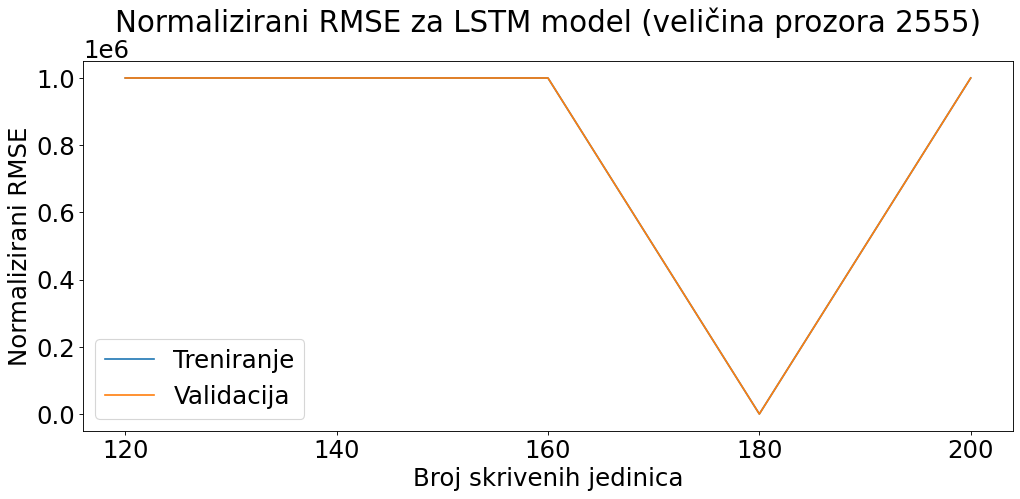 Normalizirani RMSE za LSTM model (veličina prozora 2555)
1e6
1.0
0.8
0.6
0.4
0.2
0.0
Normalizirani RMSE
Treniranje
Validacija
120 140 160 180 200
Broj skrivenih jedinica